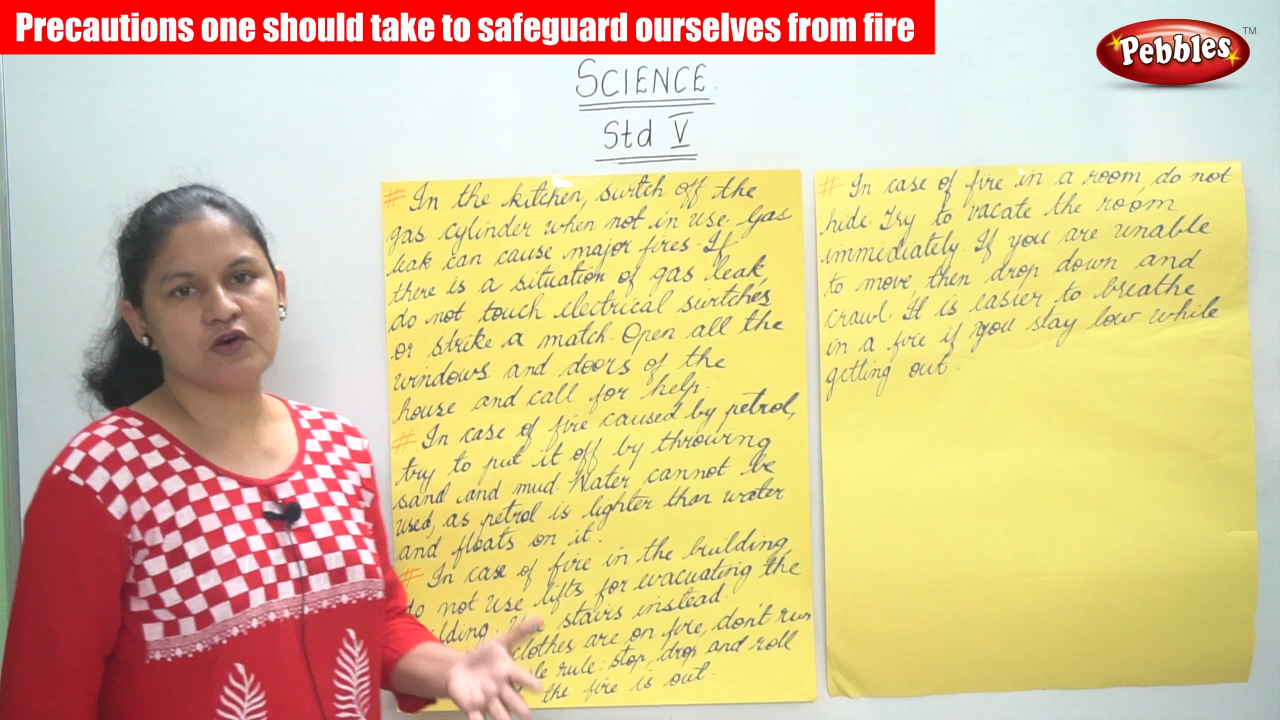 Precautions one should take to safeguard ourselves from fire
Pebbles TM
SCIENCE.
Std V
# In the kitchen, switch off the
gas cylinder when not in use. Gas
leak can cause major fires. If
there is a situation of gas leak,
do not touch electrical switches
or strike a match. Open all the
windows and doors of the
house and call for help.
# In case of fire caused by petrol,
try to put it off by throwing
sand and mud. Water cannot be
used, as petrol is lighter than water
and floats on it.
# In case of fire in the building,
do not use lifts for evacuating the
stairs instead.
clothes are on fire, don't run
rule: stop, drop and roll
the fire is out.
# In case of fire in a room, do not
hide. Try to vacate the room
immediately. If you are unable
to move then drop down and
crawl. It is easier to breathe
in a fire if you stay low while
getting out.